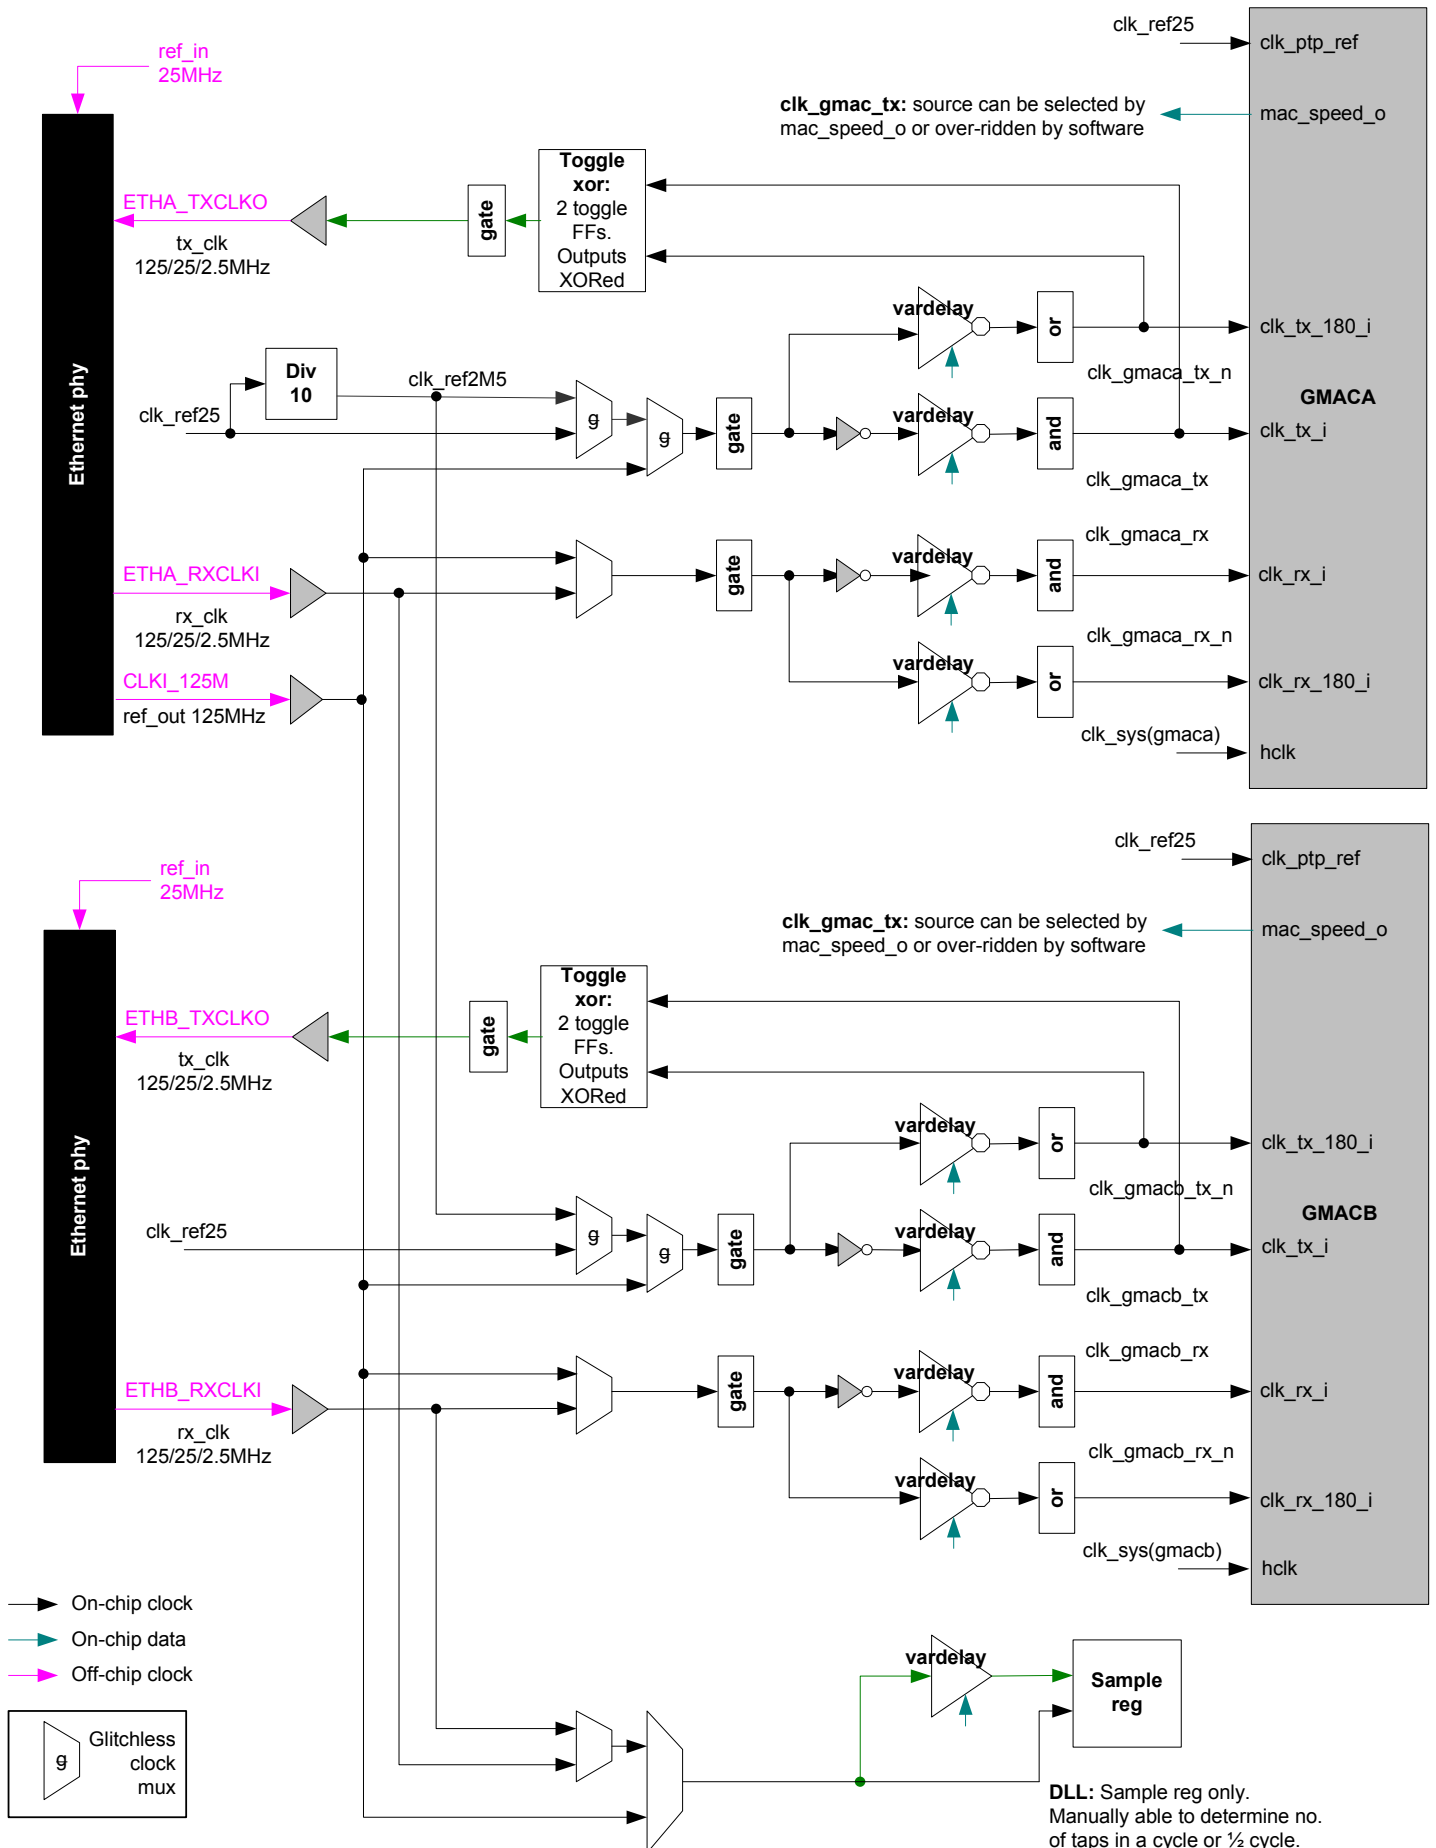 clk_ref25
clk_ptp_ref
ref_in
25MHz
clk_gmac_tx: source can be selected by
mac_speed_o or over-ridden by software
mac_speed_o
Toggle
xor:
2 toggle
FFs.
Outputs
XORed
gate
ETHA_TXCLKO
tx_clk
125/25/2.5MHz
Ethernet phy
vardelay
or
clk_tx_180_i
clk_gmaca_tx_n
Div
10
clk_ref2M5
clk_ref25
g
g
gate
vardelay
and
GMACA
clk_tx_i
clk_gmaca_tx
ETHA_RXCLKI
rx_clk
125/25/2.5MHz
gate
vardelay
and
clk_gmaca_rx
clk_rx_i
clk_gmaca_rx_n
vardelay
or
clk_rx_180_i
CLKI_125M
ref_out 125MHz
clk_sys(gmaca)
hclk
clk_ref25
clk_ptp_ref
ref_in
25MHz
clk_gmac_tx: source can be selected by
mac_speed_o or over-ridden by software
mac_speed_o
Toggle
xor:
2 toggle
FFs.
Outputs
XORed
gate
ETHB_TXCLKO
tx_clk
125/25/2.5MHz
Ethernet phy
vardelay
or
clk_tx_180_i
clk_gmacb_tx_n
clk_ref25
g
g
gate
vardelay
and
GMACB
clk_tx_i
clk_gmacb_tx
ETHB_RXCLKI
rx_clk
125/25/2.5MHz
gate
vardelay
and
clk_gmacb_rx
clk_rx_i
clk_gmacb_rx_n
vardelay
or
clk_rx_180_i
clk_sys(gmacb)
hclk
On-chip clock
On-chip data
Off-chip clock
g
Glitchless
clock
mux
vardelay
Sample
reg
DLL: Sample reg only.
Manually able to determine no.
of taps in a cycle or ½ cycle.